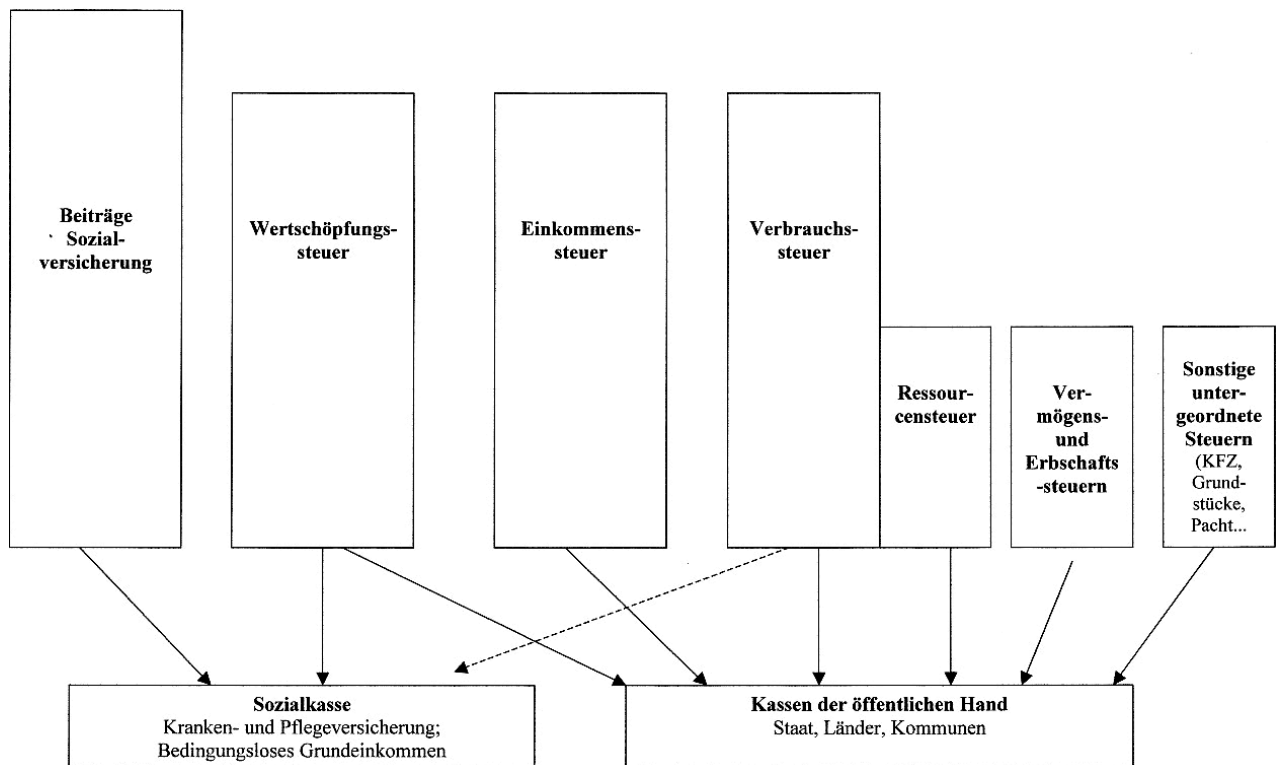 Beiträge
Sozial-
versicherung
Wertschöpfungs-
steuer
Einkommens-
steuer
Verbrauchs-
steuer
Ressour-
censteuer
Ver-
mögens-
und
Erbschafts
-steuern
Sonstige
unter-
geordnete
Steuern
(KFZ,
Grund-
stücke,
Pacht...
Sozialkasse
Kranken- und Pflegeversicherung;
Bedingungsloses Grundeinkommen
Kassen der öffentlichen Hand
Staat, Länder, Kommunen